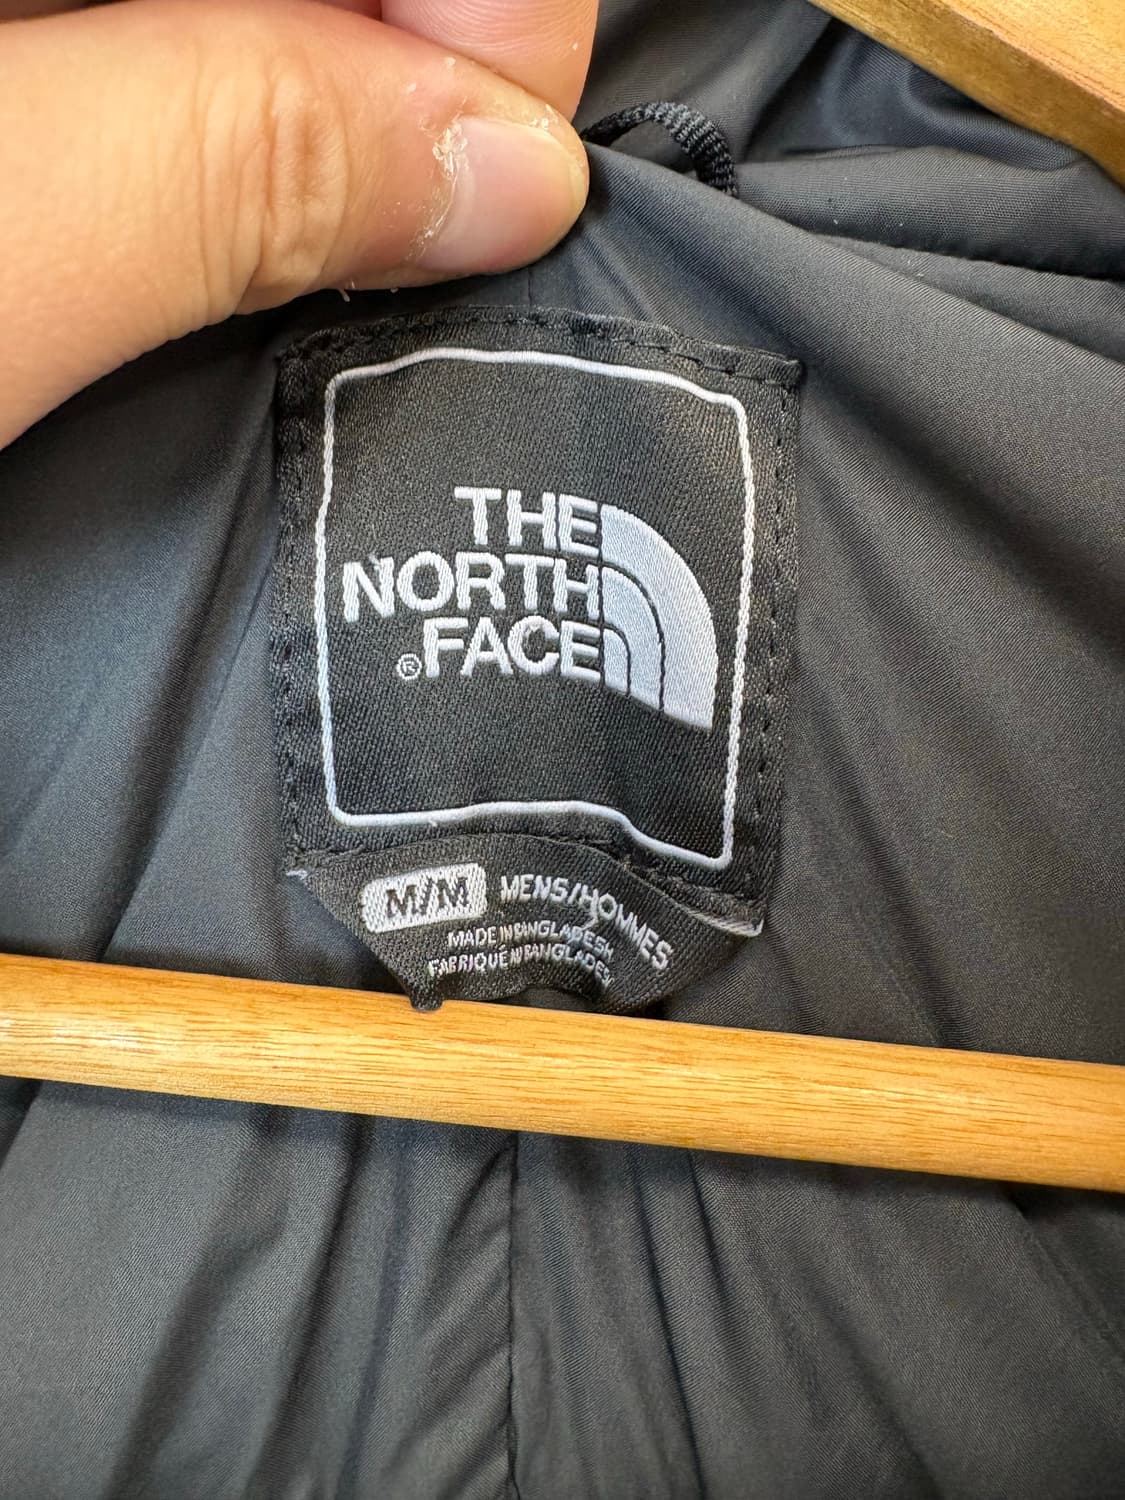 THE
NORTH
®FACE
M/M MENS/HOMMES
MADE IN BANGLADESH
FABRIQUE AU BANGLADESH